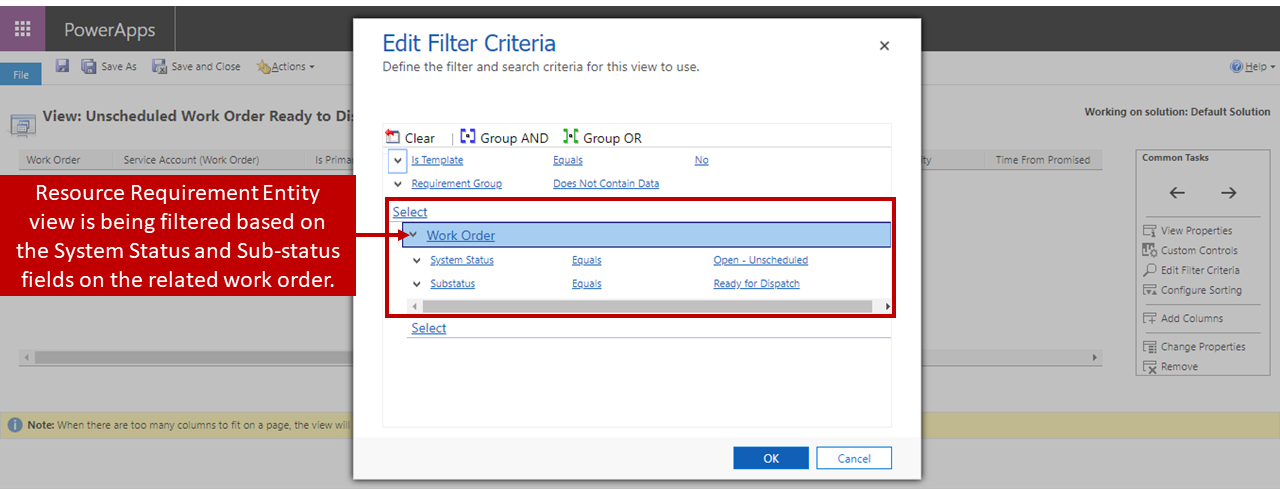 PowerApps
File
Save As
Save and Close
Actions
Help
View: Unscheduled Work Order Ready to Di
Working on solution: Default Solution
Work Order
Service Account (Work Order)
Is Prima
ty
Time From Promised
Resource Requirement Entity
view is being filtered based on
the System Status and Sub-status
fields on the related work order.
Edit Filter Criteria
Define the filter and search criteria for this view to use.
Clear
Group AND
Group OR
Is Template Equals No
Requirement Group Does Not Contain Data
Select
Work Order
System Status Equals Open - Unscheduled
Substatus Equals Ready for Dispatch
Select
OK
Cancel
Common Tasks
View Properties
Custom Controls
Edit Filter Criteria
Configure Sorting
Add Columns
Change Properties
Remove
Note: When there are too many columns to fit on a page, the view will